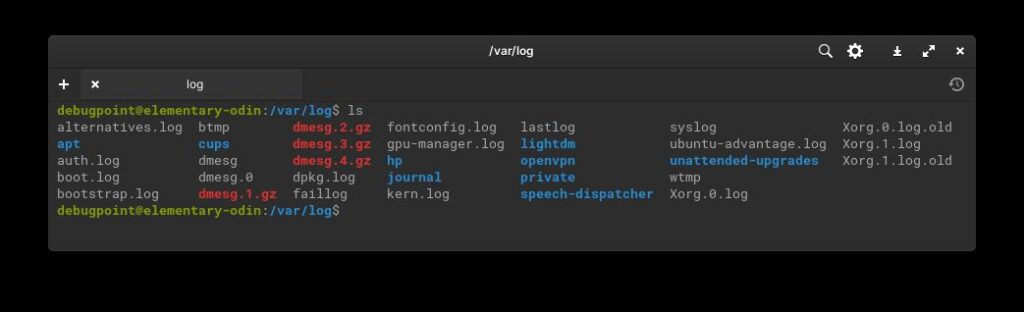 /var/log
log
debugpoint@elementary-odin:/var/log$ ls
alternatives.log btmp dmesg.2.gz fontconfig.log lastlog syslog Xorg.0.log.old
apt cups dmesg.3.gz gpu-manager.log lightdm ubuntu-advantage.log Xorg.1.log
auth.log dmesg dmesg.4.gz hp openvpn unattended-upgrades Xorg.1.log.old
boot.log dmesg.0 dpkg.log journal private wtmp
bootstrap.log dmesg.1.gz faillog kern.log speech-dispatcher Xorg.0.log
debugpoint@elementary-odin:/var/log$